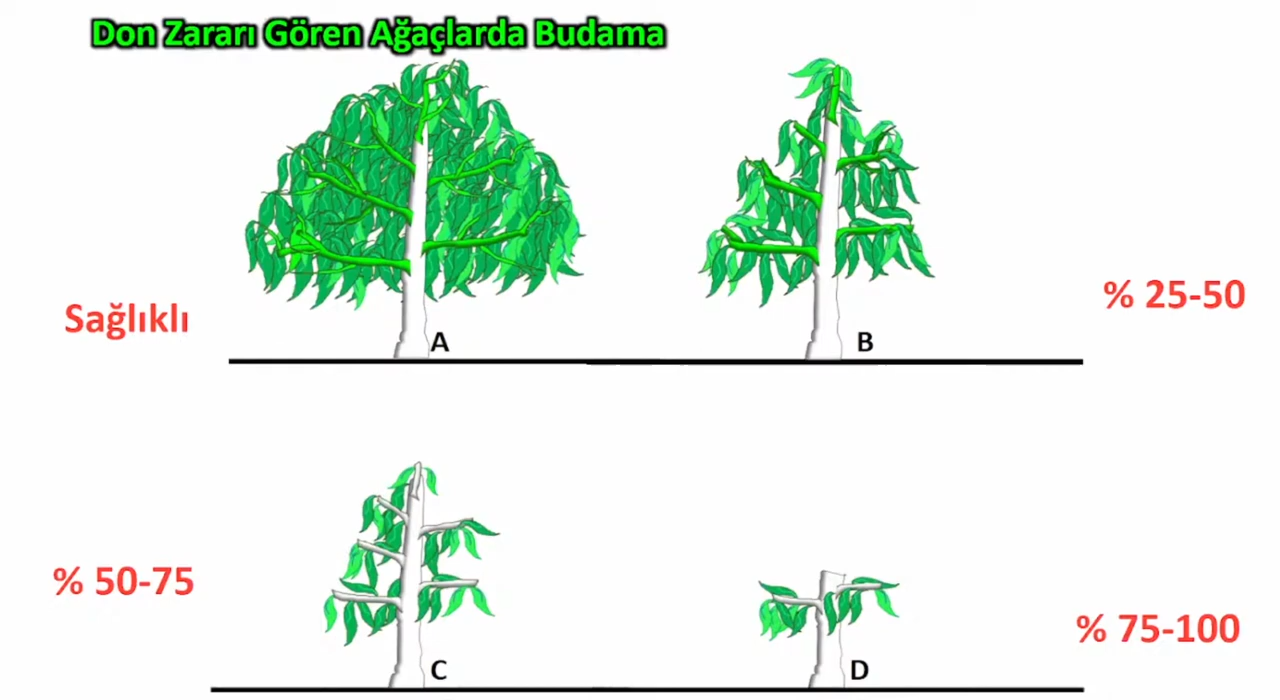 Don Zararı Gören Ağaçlarda Budama
Sağlıklı
A
B
% 25-50
% 50-75
C
D
% 75-100